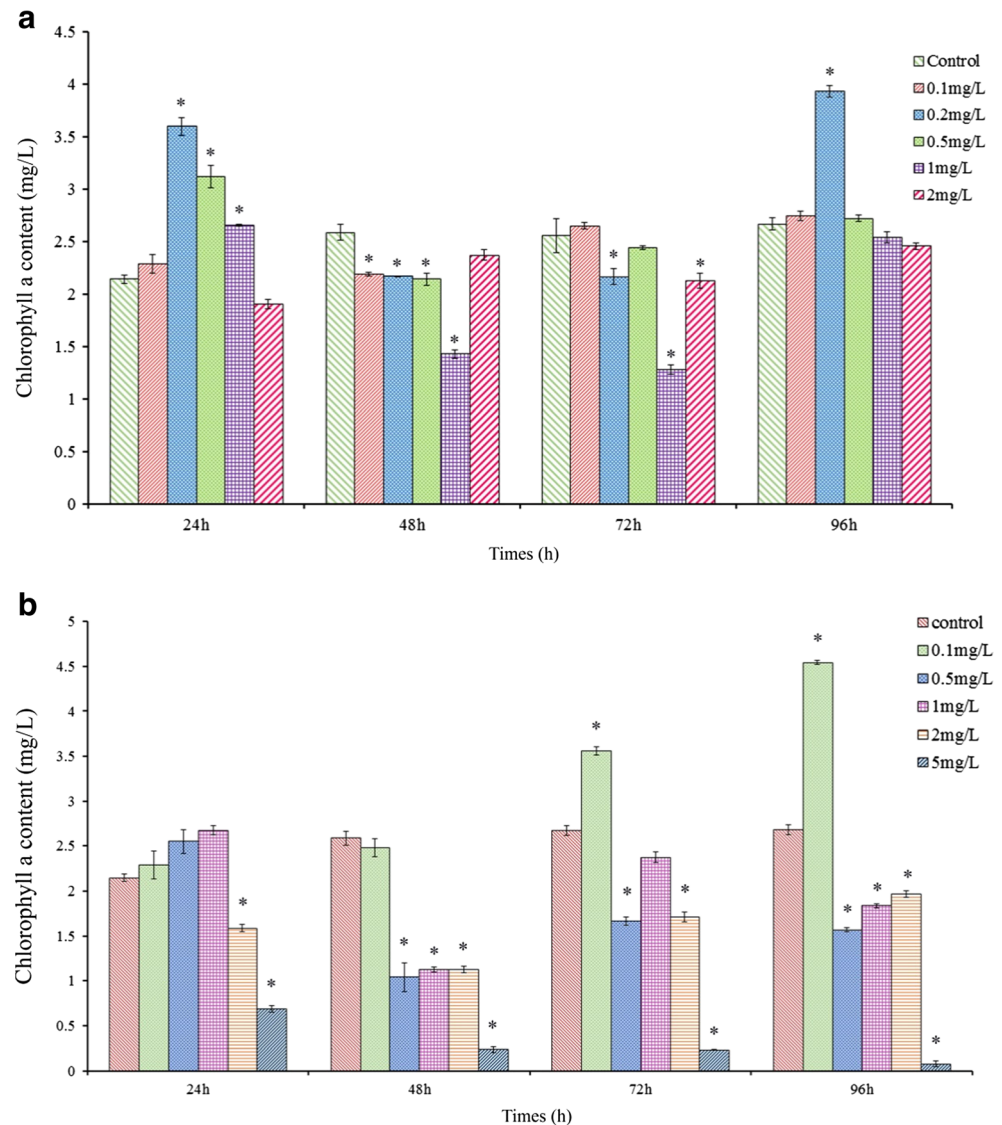 a
Chlorophyll a content (mg/L)
4.5
4
3.5
3
2.5
2
1.5
1
0.5
0
* * *
* * * *
* * *
*
Control
0.1mg/L
0.2mg/L
0.5mg/L
1mg/L
2mg/L
24h 48h 72h 96h
Times (h)
b
Chlorophyll a content (mg/L)
5
4.5
4
3.5
3
2.5
2
1.5
1
0.5
0
* *
* * * *
* * * *
* * * * *
control
0.1mg/L
0.5mg/L
1mg/L
2mg/L
5mg/L
24h 48h 72h 96h
Times (h)